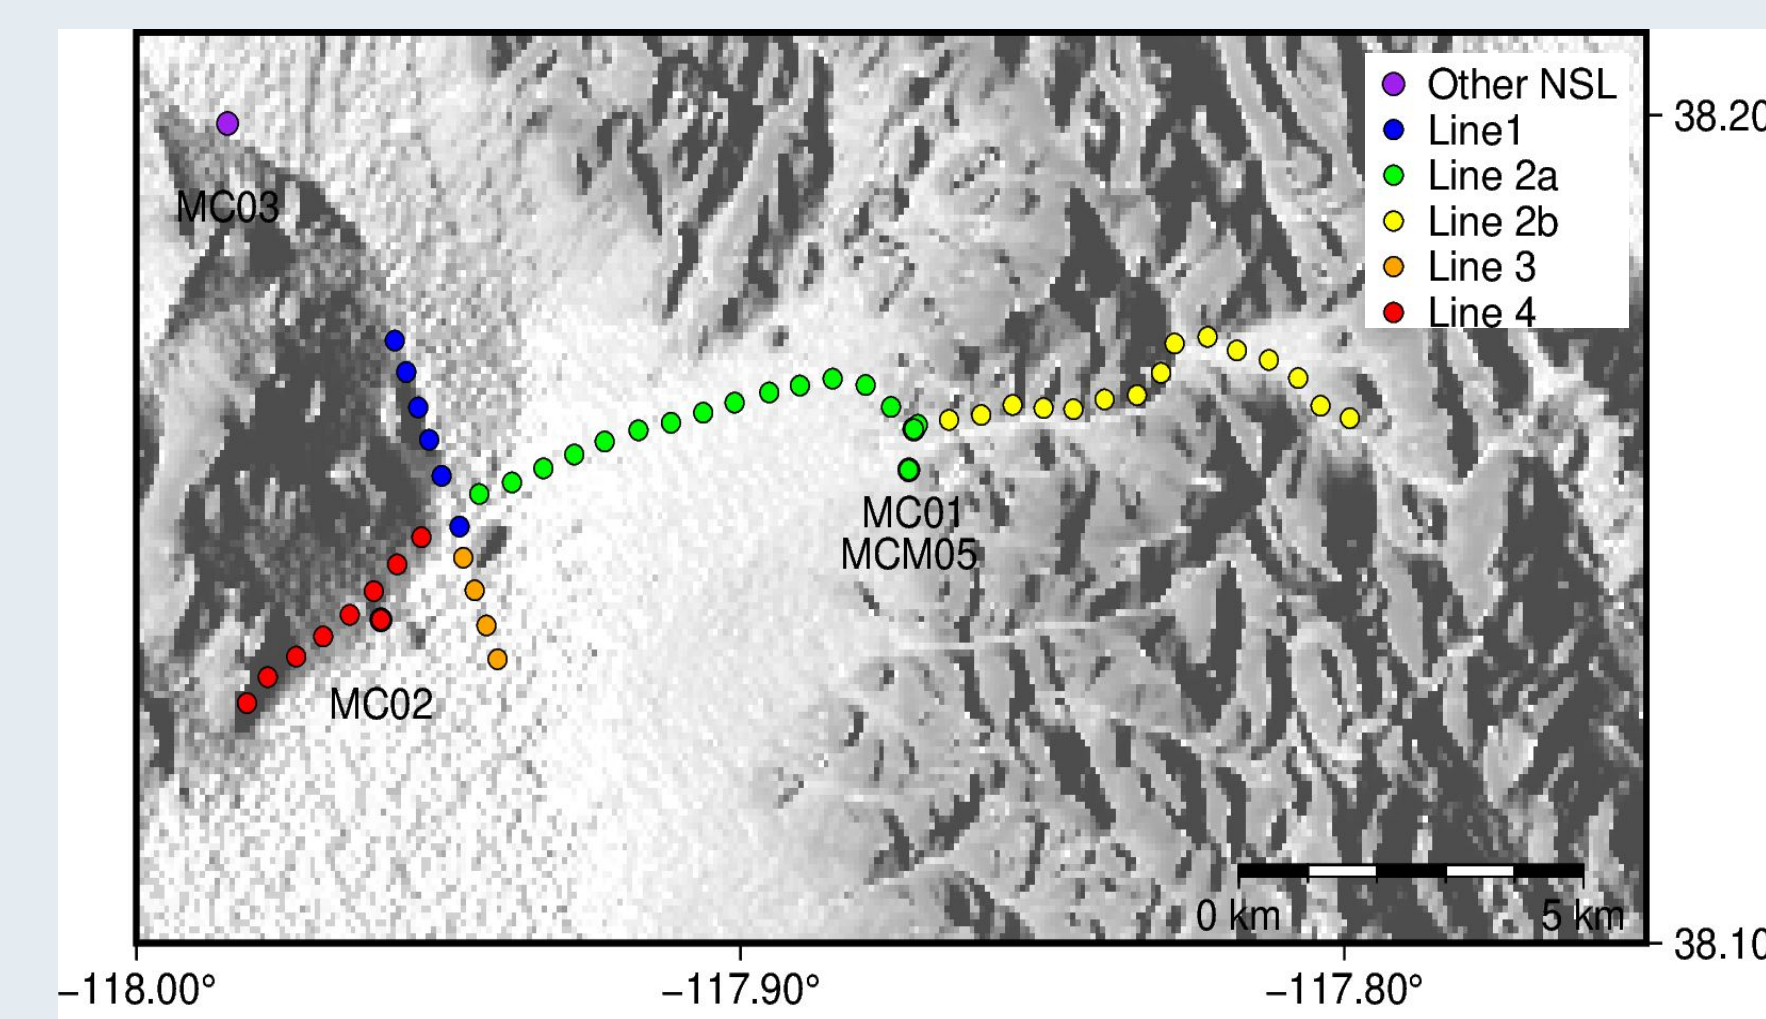 Other NSL
Line1
Line 2a
Line 2b
Line 3
Line 4
38.20
MC03
MC01
MCM05
MC02
0 km 5 km
38.10
−118.00° −117.90° −117.80°